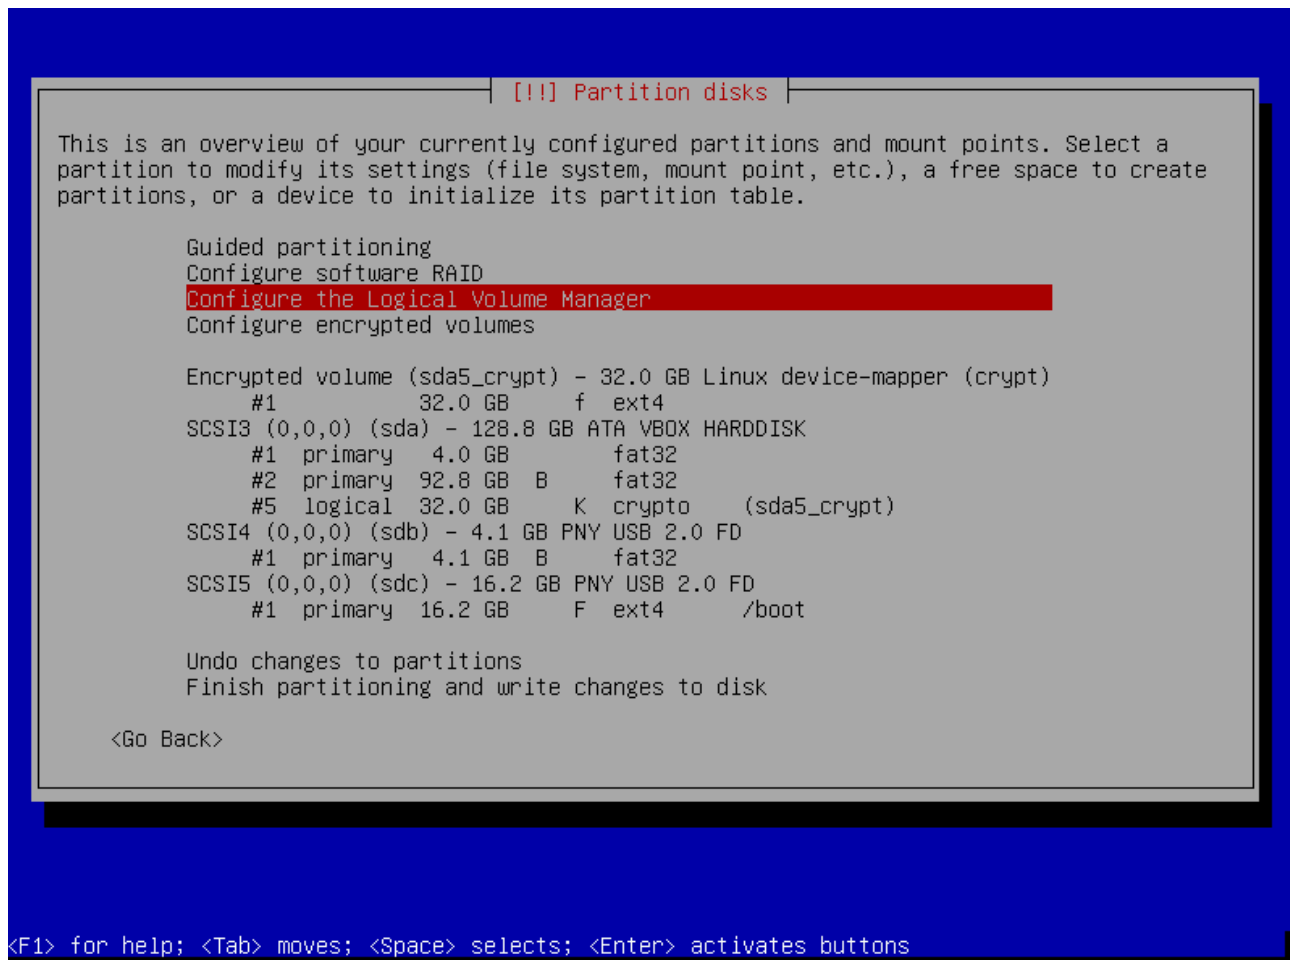 [!!] Partition disks
This is an overview of your currently configured partitions and mount points. Select a
partition to modify its settings (file system, mount point, etc.), a free space to create
partitions, or a device to initialize its partition table.
Guided partitioning
Configure software RAID
Configure the Logical Volume Manager
Configure encrypted volumes
Encrypted volume (sda5_crypt) - 32.0 GB Linux device-mapper (crypt)
#1 32.0 GB f ext4
SCSI3 (0,0,0) (sda) - 128.8 GB ATA VBOX HARDDISK
#1 primary 4.0 GB fat32
#2 primary 92.8 GB B fat32
#5 logical 32.0 GB K crypto (sda5_crypt)
SCSI4 (0,0,0) (sdb) - 4.1 GB PNY USB 2.0 FD
#1 primary 4.1 GB B fat32
SCSI5 (0,0,0) (sdc) - 16.2 GB PNY USB 2.0 FD
#1 primary 16.2 GB F ext4 /boot
Undo changes to partitions
Finish partitioning and write changes to disk
<Go Back>
<F1> for help; <Tab> moves; <Space> selects; <Enter> activates buttons